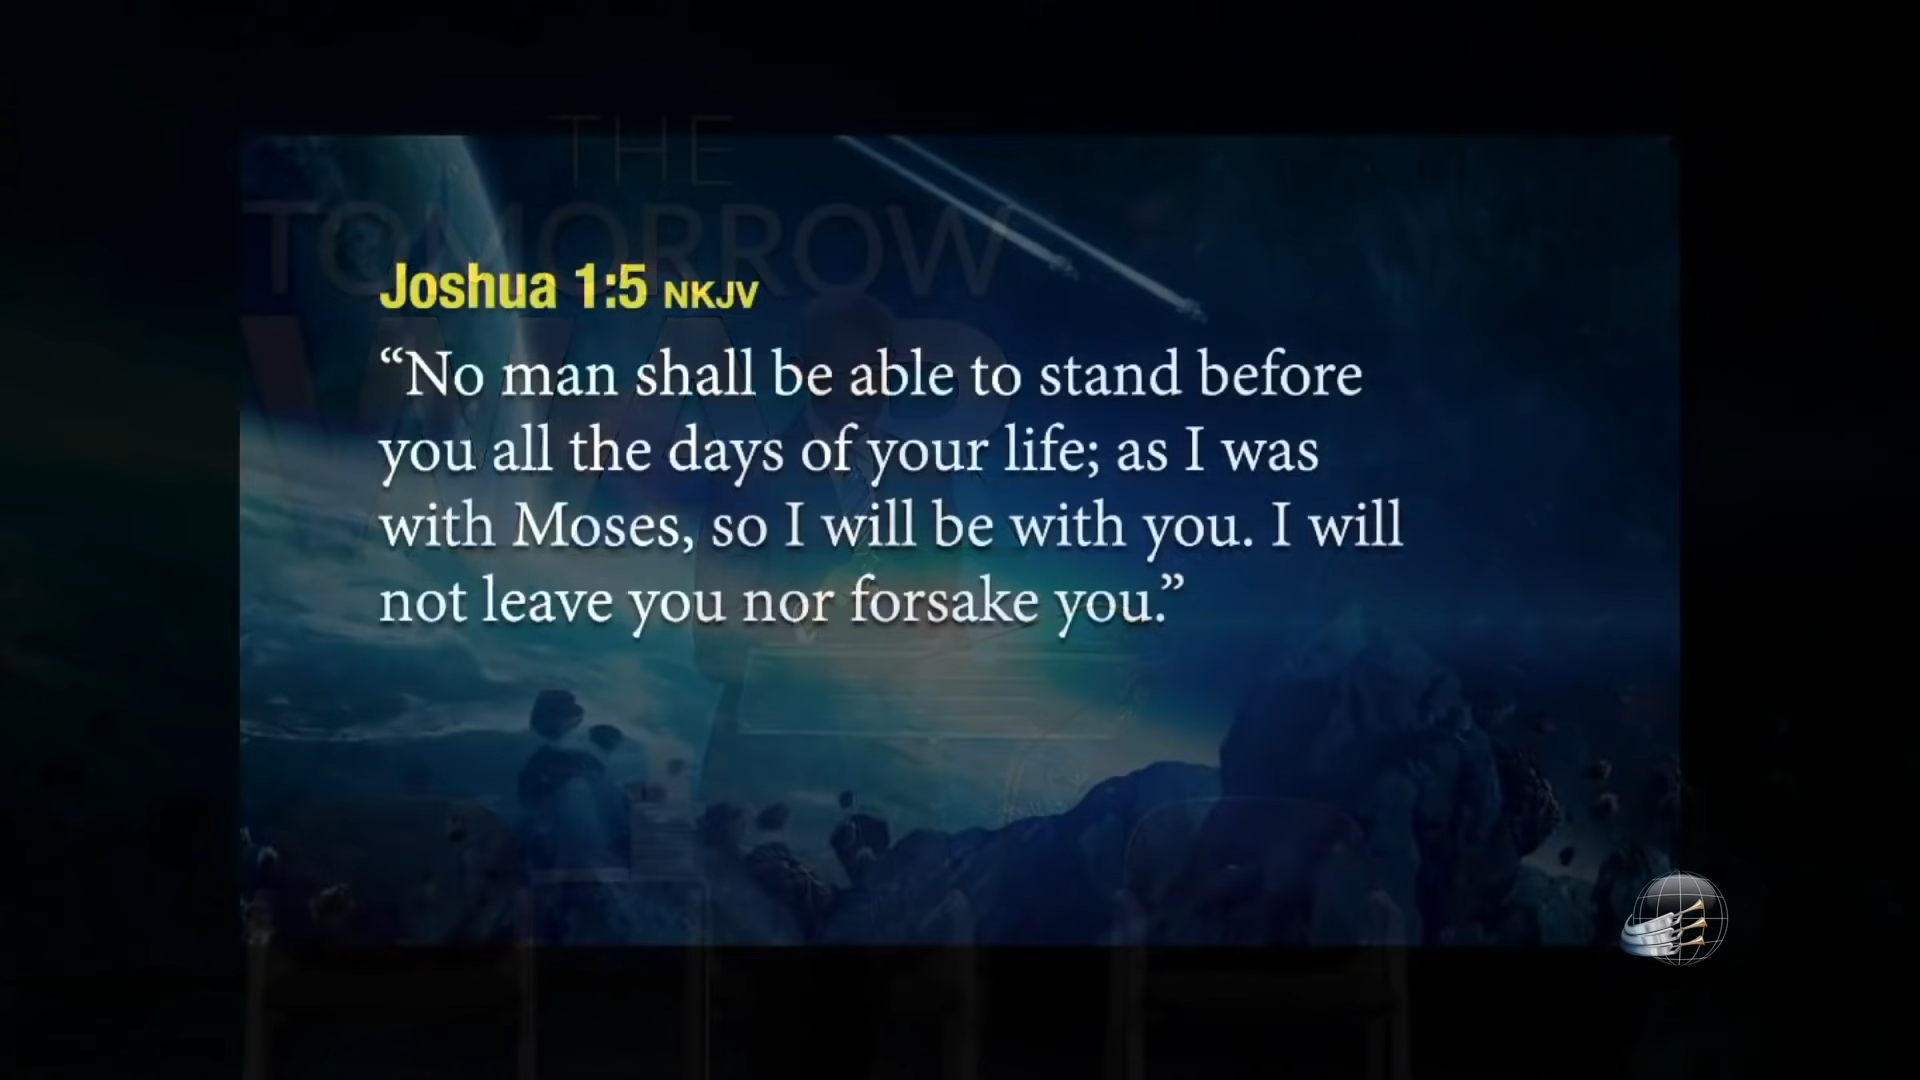 THE
TOMORROW
WAR
Joshua 1:5 NKJV
“No man shall be able to stand before
you all the days of your life; as I was
with Moses, so I will be with you. I will
not leave you nor forsake you.”